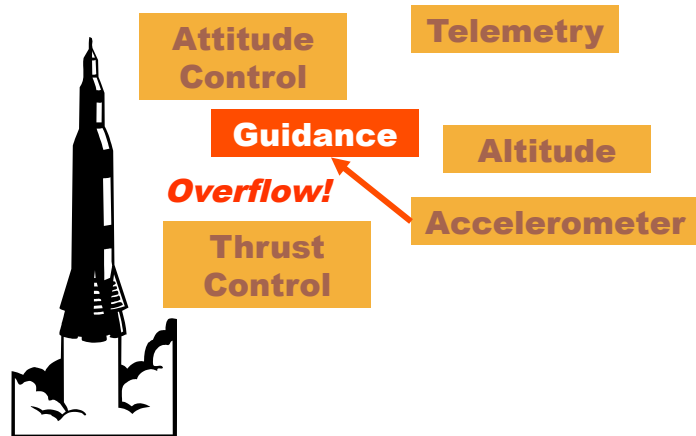 Attitude
Control
Telemetry
Guidance
Altitude
Overflow!
Accelerometer
Thrust
Control